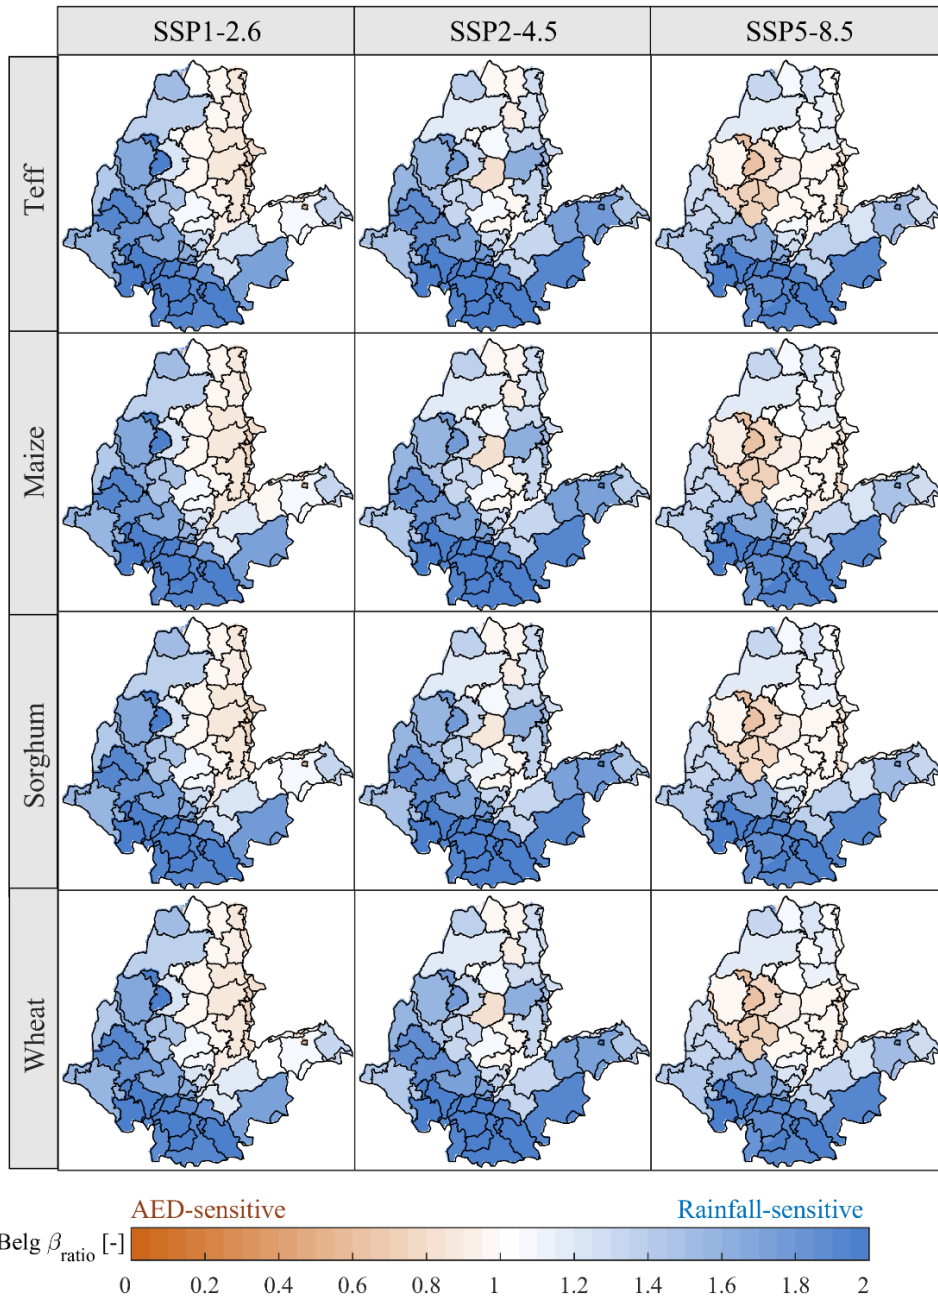 SSP1-2.6 SSP2-4.5 SSP5-8.5
Teff
Maize
Sorghum
Wheat
AED-sensitive Rainfall-sensitive
Belg βratio [-]
0 0.2 0.4 0.6 0.8 1 1.2 1.4 1.6 1.8 2